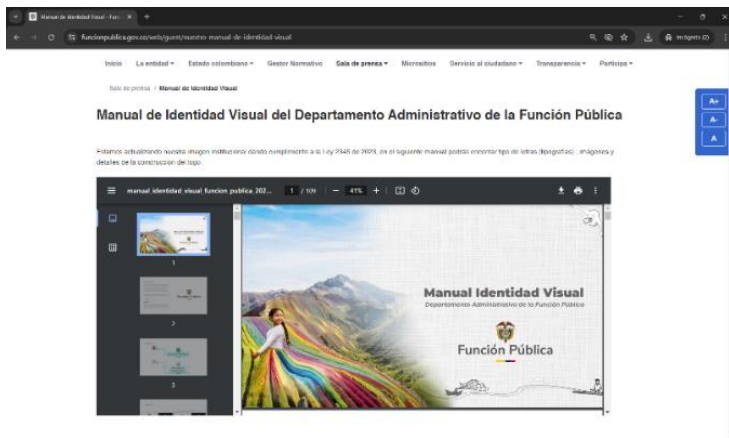 Manual de Identidad Visual - Func
funcionpublica.gov.co/web/guest/nuestro-manual-de-identidad-visual
Incógnito (2)
Inicio La entidad Estado colombiano Gestor Normativo Sala de prensa Micrositios Servicio al ciudadano Transparencia Participa
Sala de prensa / Manual de Identidad Visual
A+
A-
A
Manual de Identidad Visual del Departamento Administrativo de la Función Pública
Estamos actualizando nuestra imagen institucional dando cumplimiento a la Ley 2345 de 2023, en el siguiente manual podrás encontrar tipo de letras (tipografías) , imágenes y
detalles de la construcción del logo
manual identidad visual funcion publica 202... 1 / 109 41%
1
2
3
Manual Identidad Visual
Departamento Administrativo de la Función Pública
Función Pública